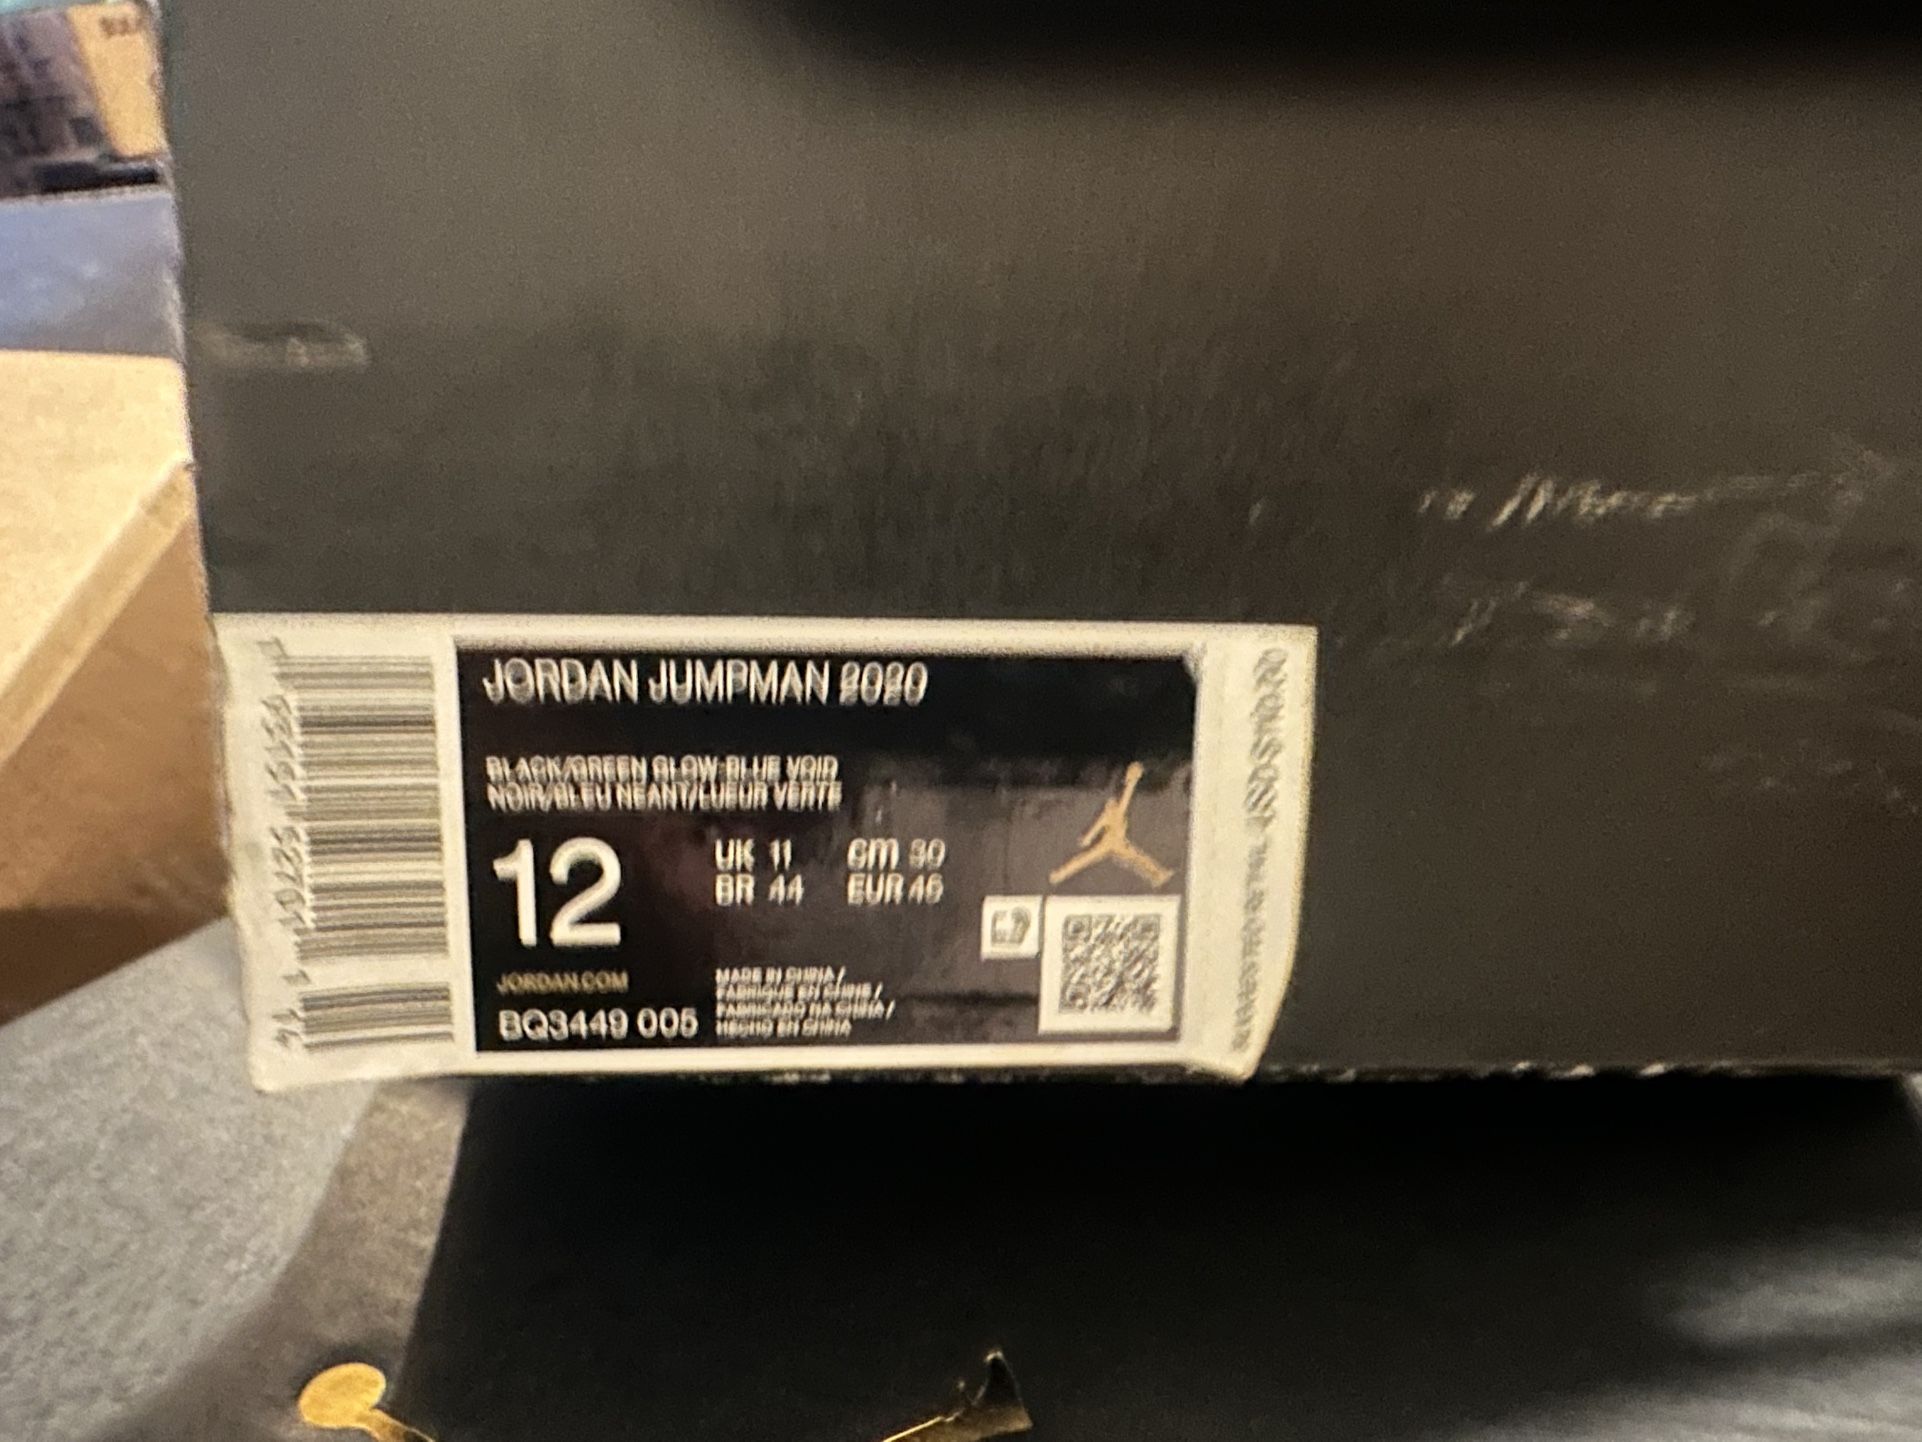 JORDAN JUMPMAN 2020
BLACK/GREEN GLOW-BLUE VOID
NOIR/BLEU NEANT/LUEUR VERTE
12
UK 11 cm 30
BR 44 EUR 46
JORDAN.COM
BQ3449 005
MADE IN CHINA /
FABRIQUE EN CHINE /
FABRICADO NA CHINA /
HECHO EN CHINA